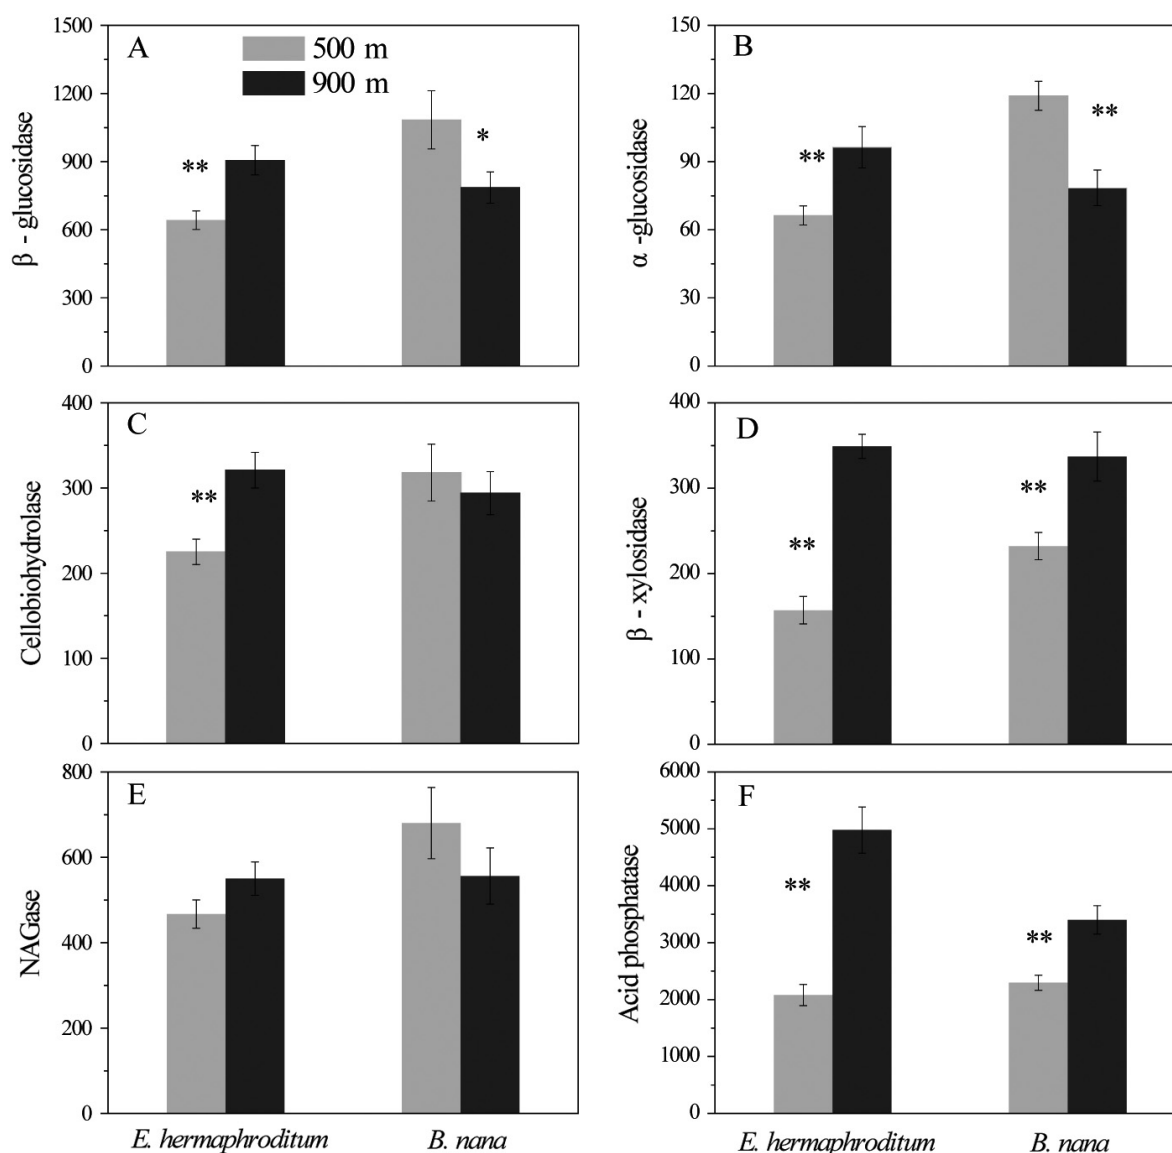 A
500 m
900 m
β - glucosidase
1500
1200
900
600
300
0
**
*
B
α -glucosidase
150
120
90
60
30
0
**
**
C
Cellobiohydrolase
400
300
200
100
0
**
D
β - xylosidase
400
300
200
100
0
**
**
E
NAGase
800
600
400
200
0
E. hermaphroditum
B. nana
F
Acid phosphatase
6000
5000
4000
3000
2000
1000
0
**
**
E. hermaphroditum
B. nana